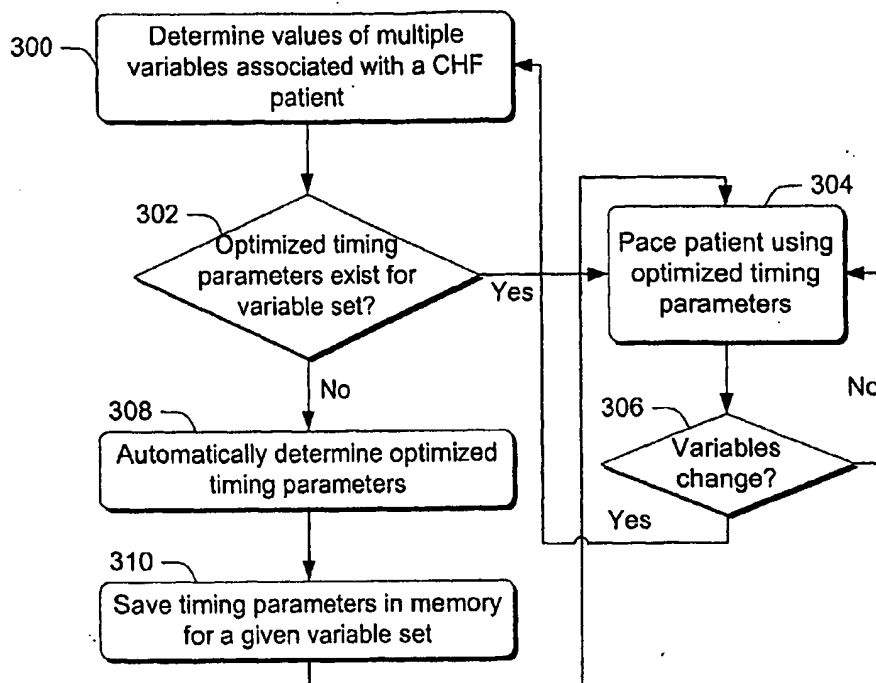 300
Determine values of multiple
variables associated with a CHF
patient
302
Optimized timing
parameters exist for
variable set?
Yes
No
304
Pace patient using
optimized timing
parameters
No
306
Variables
change?
Yes
308
Automatically determine optimized
timing parameters
310
Save timing parameters in memory
for a given variable set